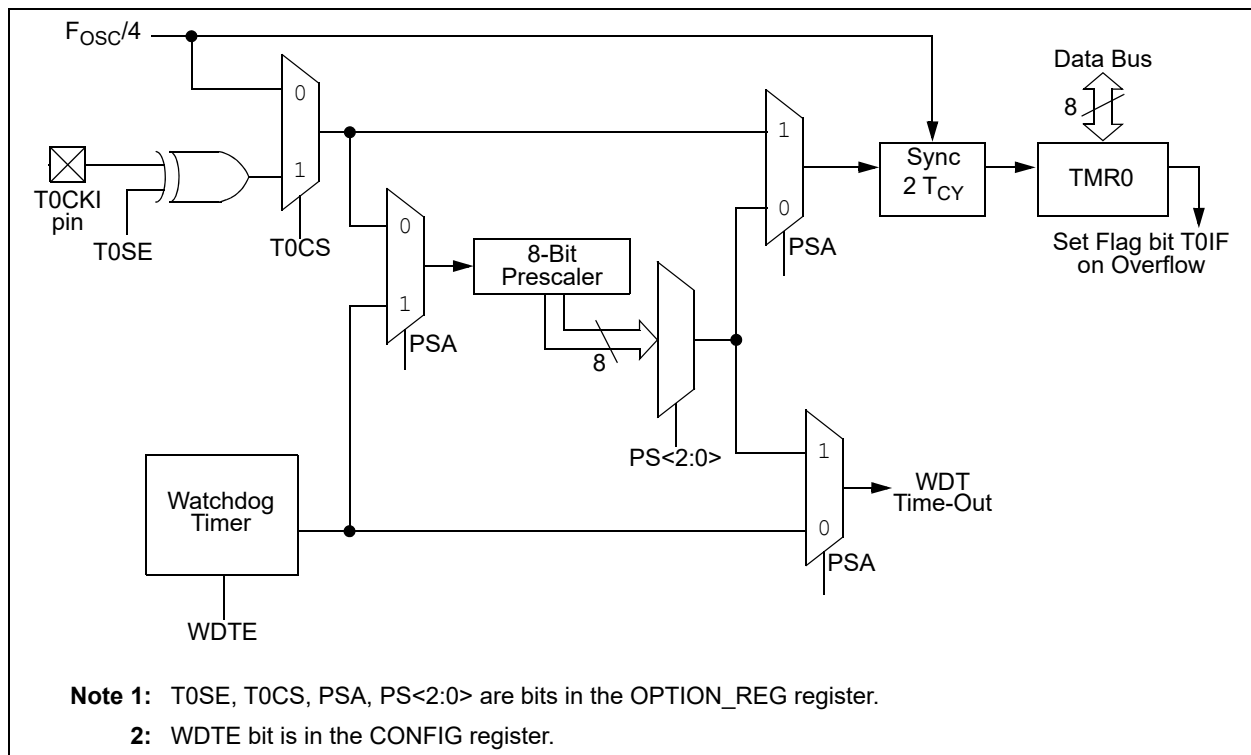 FOSC/4
Data Bus
8
0
1
1
0
Sync
2 TCY
TMR0
T0CKI
pin
T0SE
T0CS
0
1
PSA
8-Bit
Prescaler
8
PSA
Set Flag bit T0IF
on Overflow
PS<2:0>
Watchdog
Timer
1
0
WDT
Time-Out
PSA
WDTE
Note 1: T0SE, T0CS, PSA, PS<2:0> are bits in the OPTION_REG register.
2: WDTE bit is in the CONFIG register.